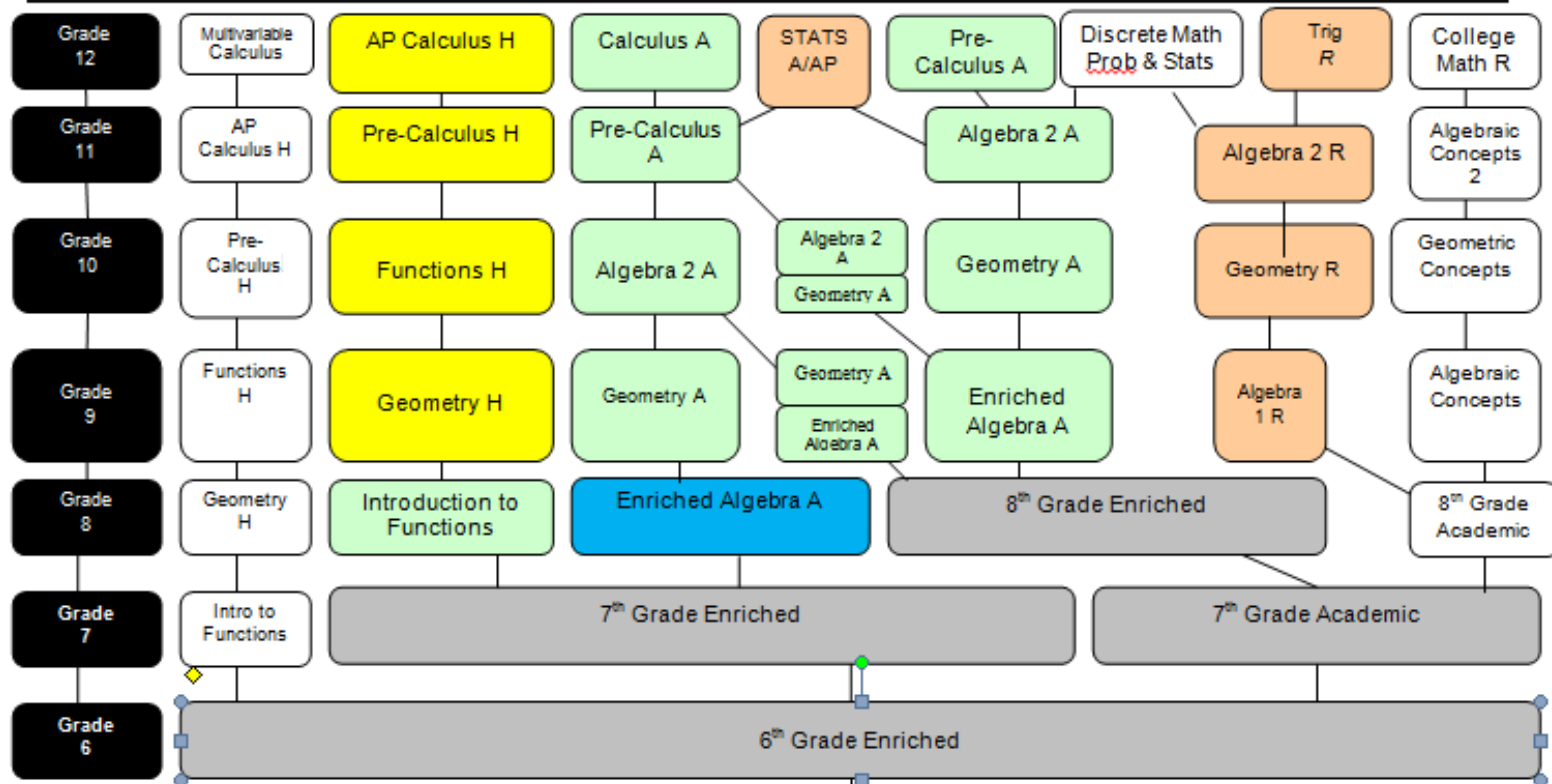 Grade
12
Multivariable
Calculus
AP Calculus H
Calculus A
STATS
A/AP
Pre-
Calculus A
Discrete Math
Prob & Stats
Trig
R
College
Math R
Grade
11
AP
Calculus H
Pre-Calculus H
Pre-Calculus
A
Algebra 2 A
Algebra 2 R
Algebraic
Concepts
2
Grade
10
Pre-
Calculus
H
Functions H
Algebra 2 A
Algebra 2
A
Geometry A
Geometry A
Geometry R
Geometric
Concepts
Grade
9
Functions
H
Geometry H
Geometry A
Geometry A
Enriched
Algebra A
Enriched
Algebra A
Algebra
1 R
Algebraic
Concepts
Grade
8
Geometry
H
Introduction to
Functions
Enriched Algebra A
8th Grade Enriched
8th Grade
Academic
Grade
7
Intro to
Functions
7th Grade Enriched
7th Grade Academic
Grade
6
6th Grade Enriched